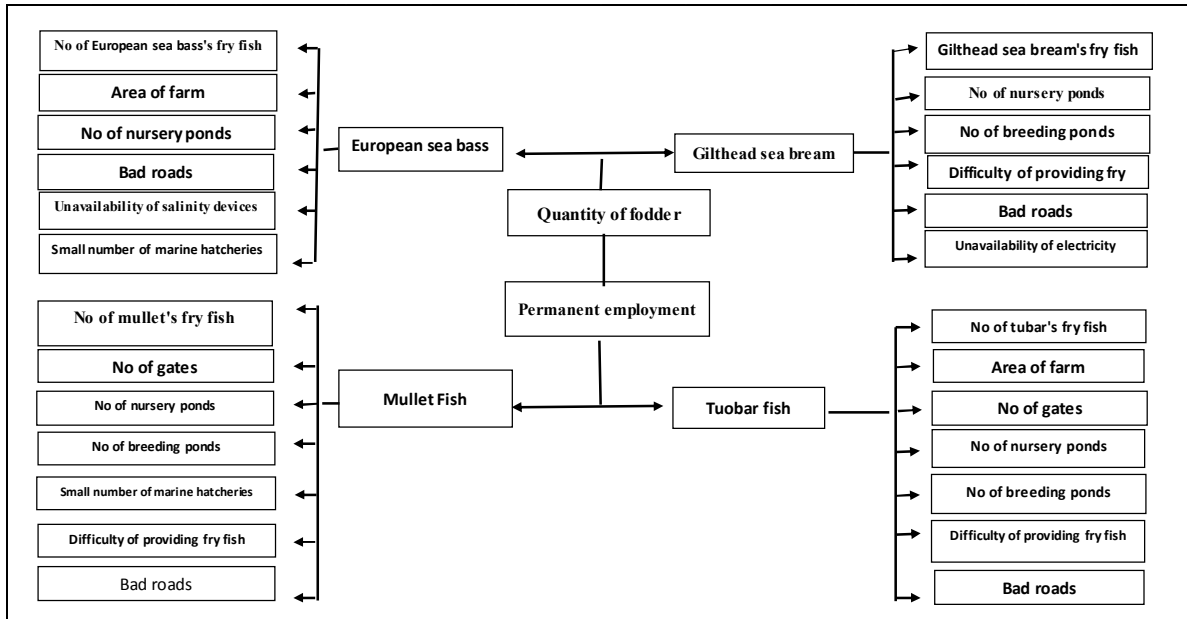 No of European sea bass's fry fish
Area of farm
No of nursery ponds
Bad roads
Unavailability of salinity devices
Small number of marine hatcheries
European sea bass
Gilthead sea bream
Quantity of fodder
Permanent employment
Gilthead sea bream's fry fish
No of nursery ponds
No of breeding ponds
Difficulty of providing fry
Bad roads
Unavailability of electricity
No of mullet's fry fish
No of gates
No of nursery ponds
No of breeding ponds
Small number of marine hatcheries
Difficulty of providing fry fish
Bad roads
Mullet Fish
Tuobar fish
No of tubar's fry fish
Area of farm
No of gates
No of nursery ponds
No of breeding ponds
Difficulty of providing fry fish
Bad roads